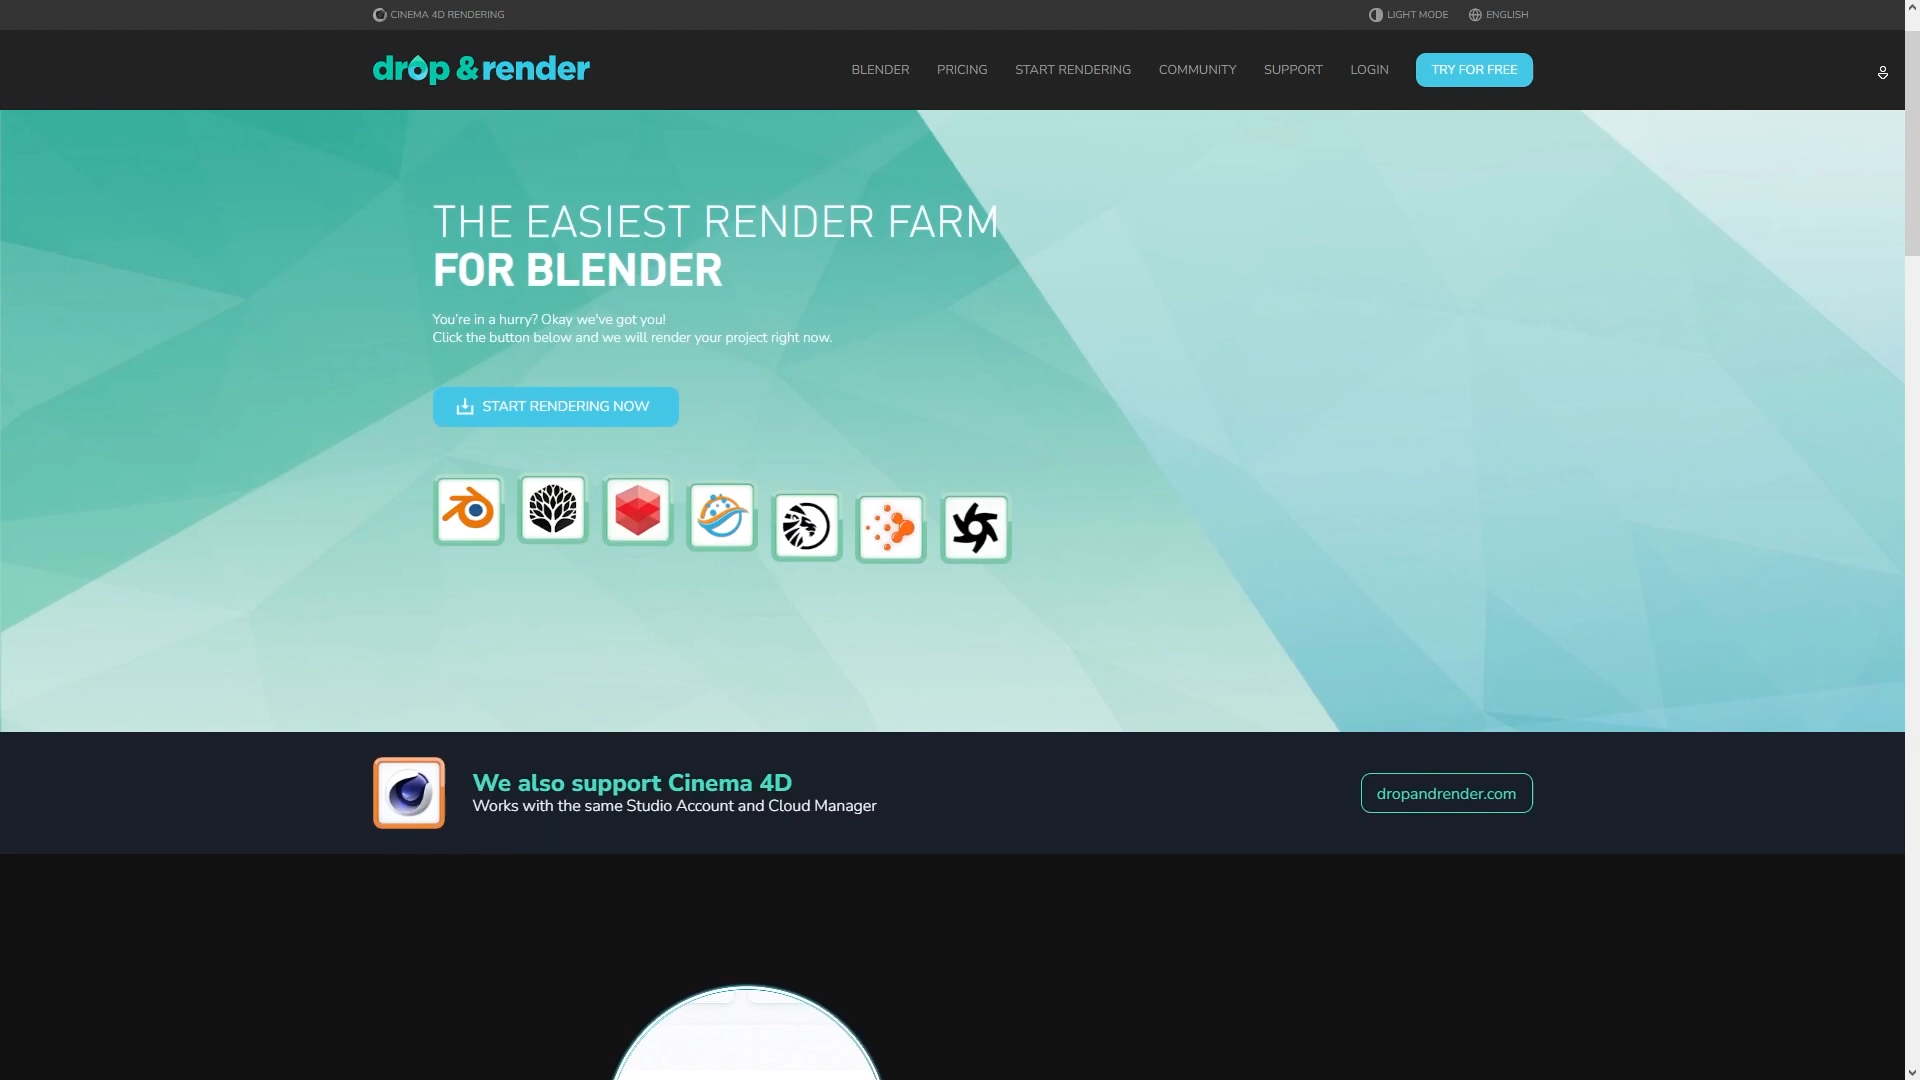 CINEMA 4D RENDERING
LIGHT MODE
ENGLISH
drop & render
BLENDER
PRICING
START RENDERING
COMMUNITY
SUPPORT
LOGIN
TRY FOR FREE
THE EASIEST RENDER FARM
FOR BLENDER
You're in a hurry? Okay we've got you!
Click the button below and we will render your project right now.
START RENDERING NOW
We also support Cinema 4D
Works with the same Studio Account and Cloud Manager
dropandrender.com